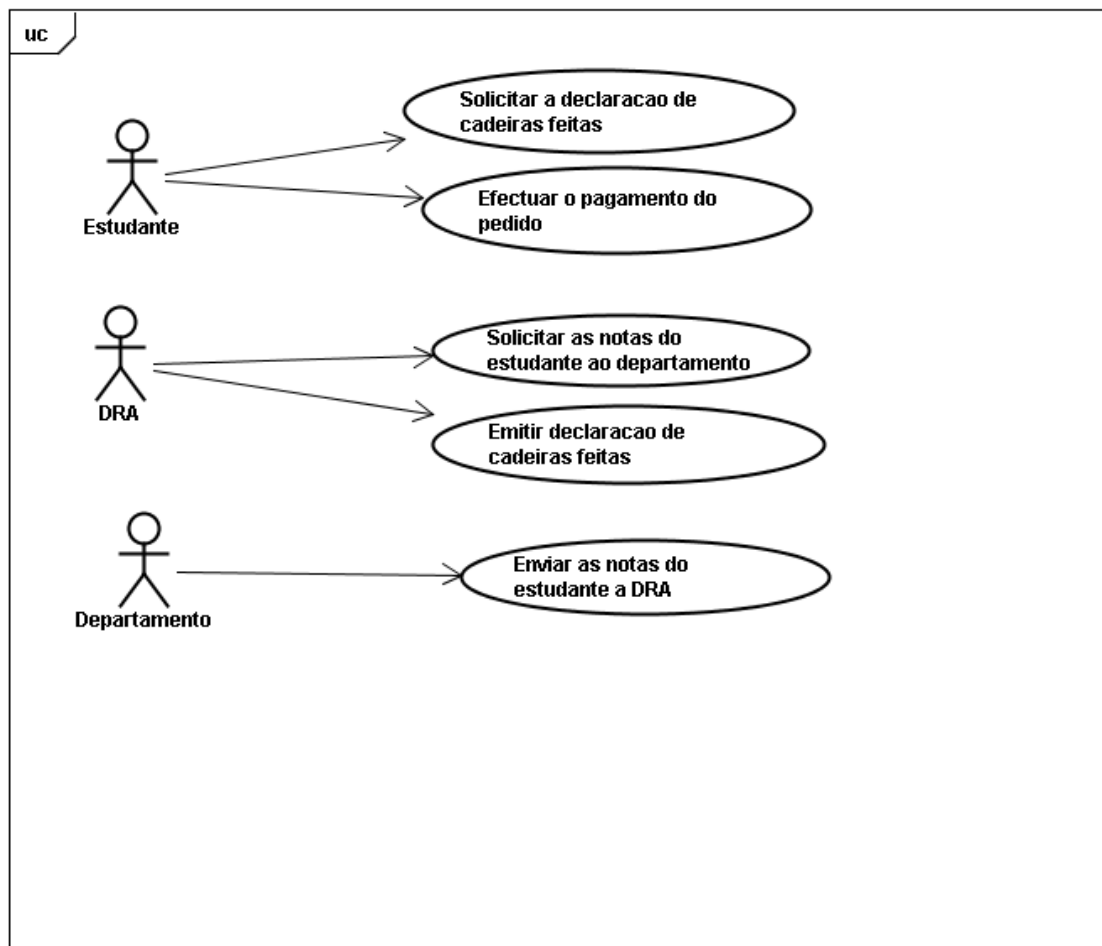 uc
Solicitar a declaracao de
cadeiras feitas
Efectuar o pagamento do
pedido
Estudante
Solicitar as notas do
estudante ao departamento
DRA
Emitir declaracao de
cadeiras feitas
Enviar as notas do
estudante a DRA
Departamento